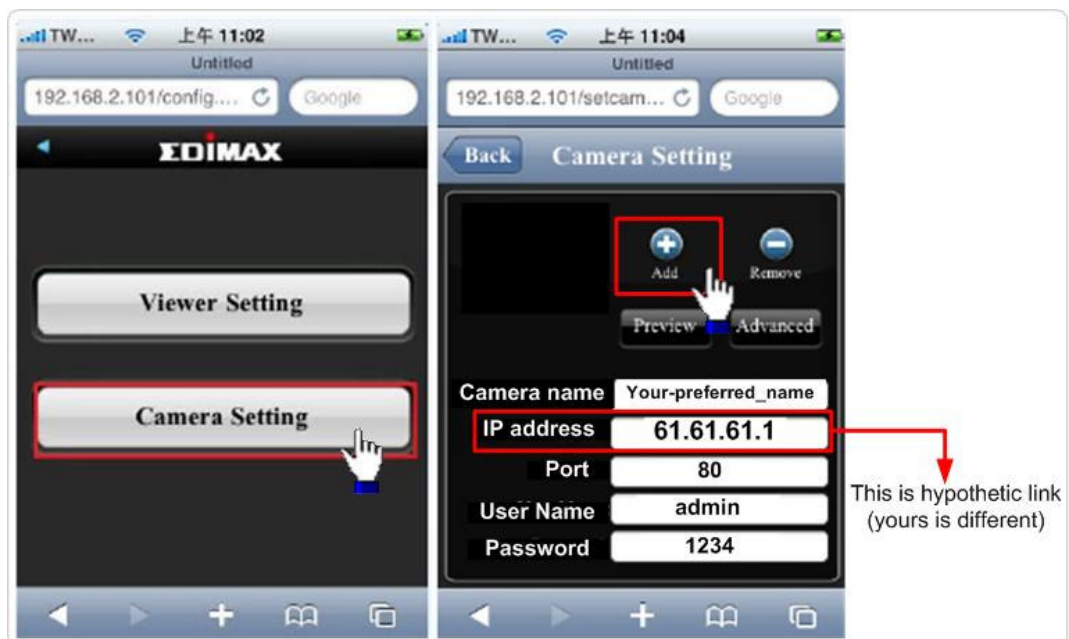 TW...
上午 11:02
Untitled
192.168.2.101/config....
Google
EDIMAX
Viewer Setting
Camera Setting
TW...
上午 11:04
Untitled
192.168.2.101/setcam...
Google
Back
Camera Setting
Add
Remove
Preview
Advanced
Camera name
Your-preferred_name
IP address
61.61.61.1
Port
80
User Name
admin
Password
1234
This is hypothetic link
(yours is different)